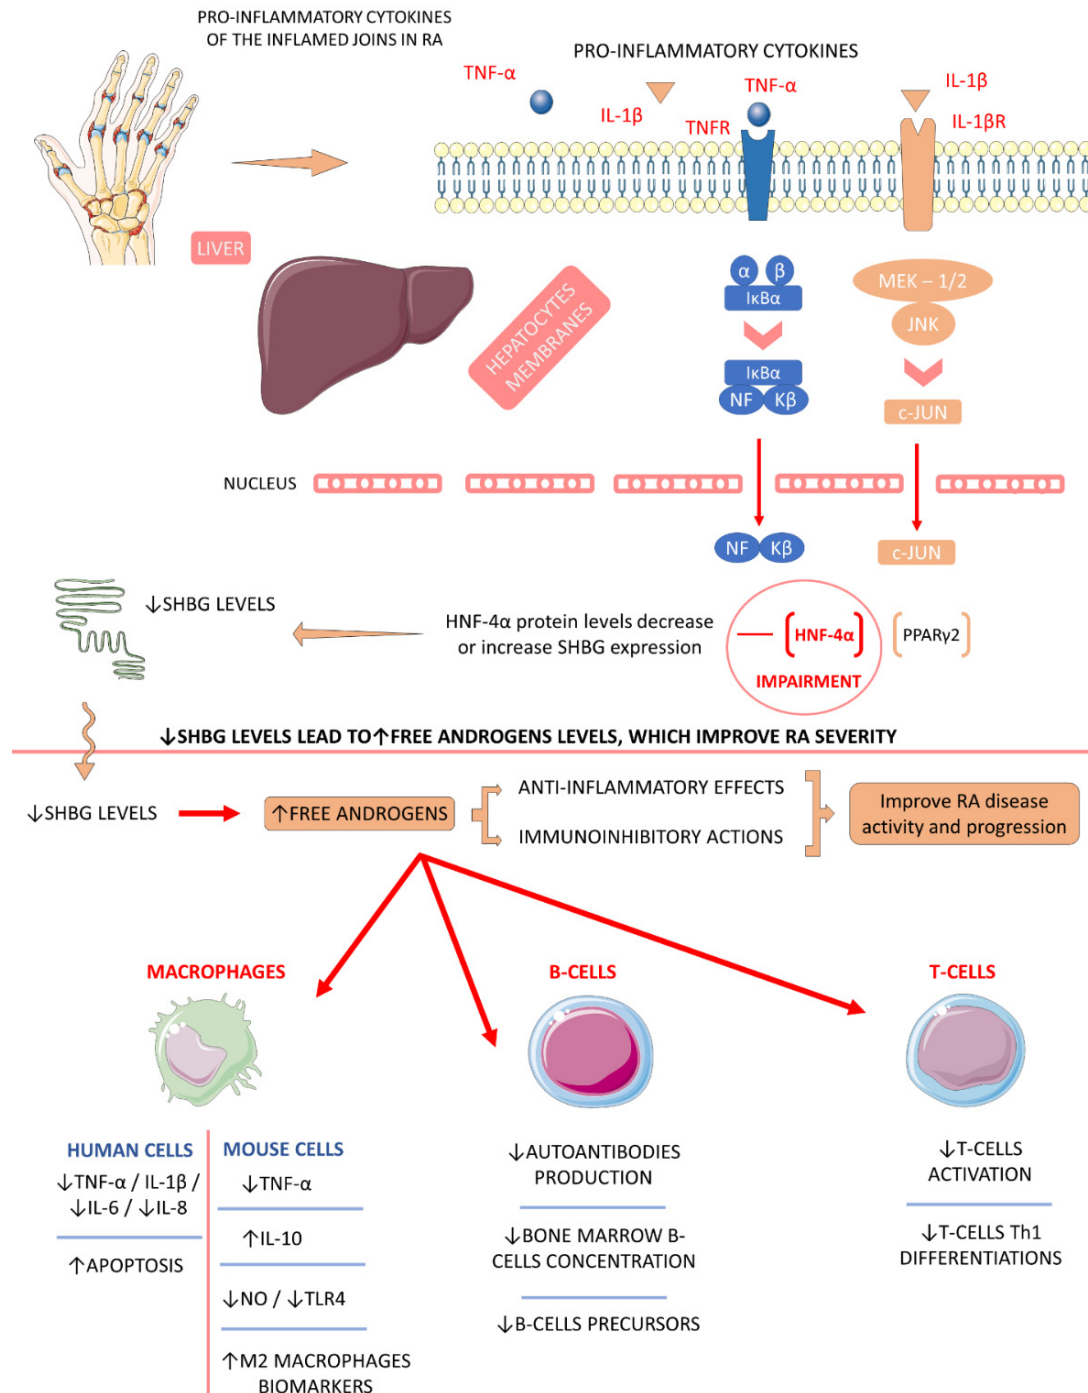 PRO-INFLAMMATORY CYTOKINES
OF THE INFLAMED JOINS IN RA
PRO-INFLAMMATORY CYTOKINES
TNF-α
IL-1β
TNF-α
TNFR
IL-1β
IL-1βR
LIVER
HEPATOCYTES
MEMBRANES
α β
IκBα
IκBα
NF Kβ
MEK – 1/2
JNK
c-JUN
NUCLEUS
NF Kβ
c-JUN
↓SHBG LEVELS
HNF-4α protein levels decrease
or increase SHBG expression
HNF-4α
IMPAIRMENT
PPARγ2
↓SHBG LEVELS LEAD TO↑FREE ANDROGENS LEVELS, WHICH IMPROVE RA SEVERITY
↓SHBG LEVELS
↑FREE ANDROGENS
ANTI-INFLAMMATORY EFFECTS
IMMUNOINHIBITORY ACTIONS
Improve RA disease
activity and progression
MACROPHAGES
B-CELLS
T-CELLS
HUMAN CELLS
↓TNF-α / IL-1β /
↓IL-6 / ↓IL-8
↑APOPTOSIS
MOUSE CELLS
↓TNF-α
↑IL-10
↓NO / ↓TLR4
↑M2 MACROPHAGES
BIOMARKERS
↓AUTOANTIBODIES
PRODUCTION
↓BONE MARROW B-
CELLS CONCENTRATION
↓B-CELLS PRECURSORS
↓T-CELLS
ACTIVATION
↓T-CELLS Th1
DIFFERENTIATIONS